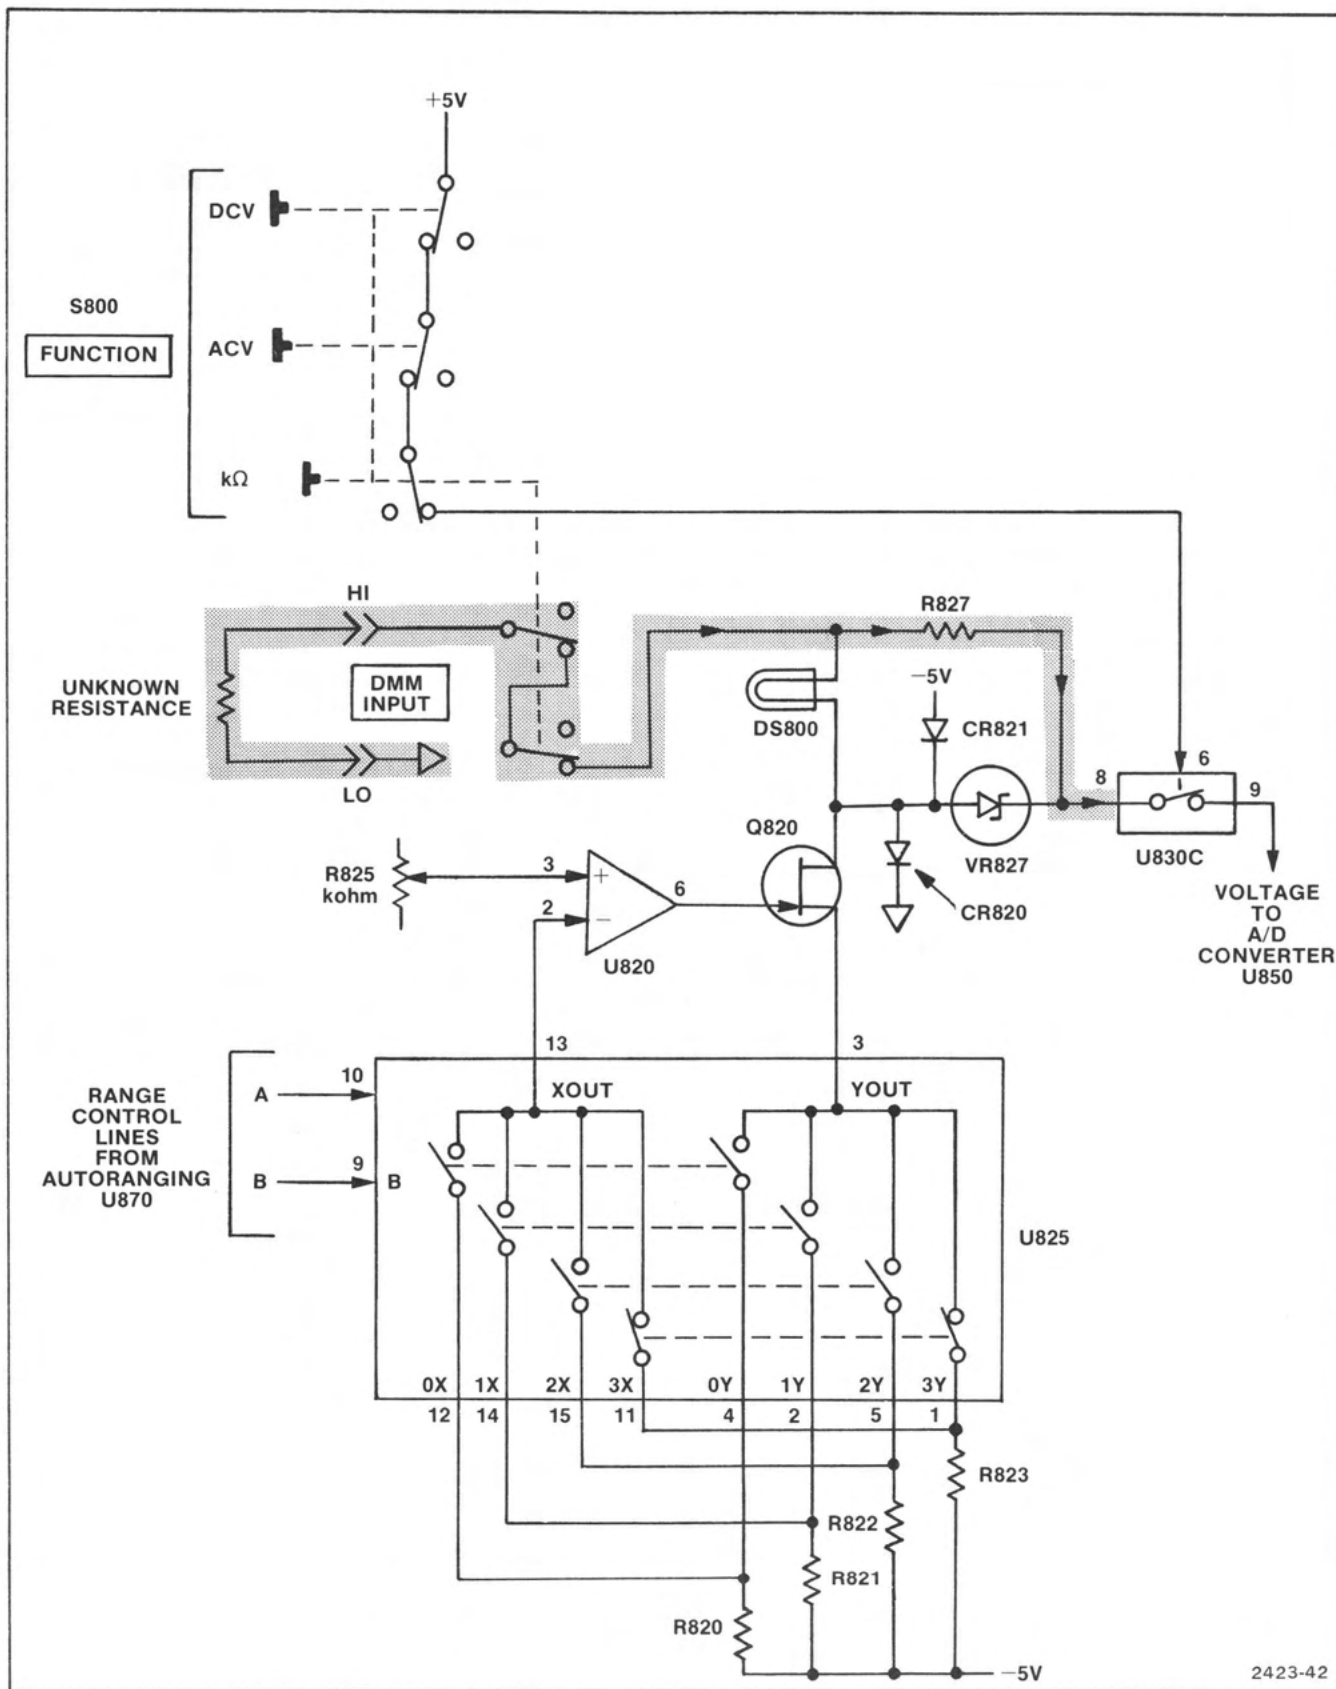 +5V
DCV
S800
FUNCTION
ACV
kΩ
HI
R827
UNKNOWN
RESISTANCE
DMM
INPUT
−5V
DS800
CR821
LO
8
6
9
Q820
VR827
U830C
R825
kohm
3
+
6
2
−
CR820
U820
VOLTAGE
TO
A/D
CONVERTER
U850
13
3
RANGE
CONTROL
LINES
FROM
AUTORANGING
U870
A
10
XOUT
YOUT
B
9
B
U825
0X
1X
2X
3X
0Y
1Y
2Y
3Y
12
14
15
11
4
2
5
1
R823
R822
R821
R820
−5V
2423-42